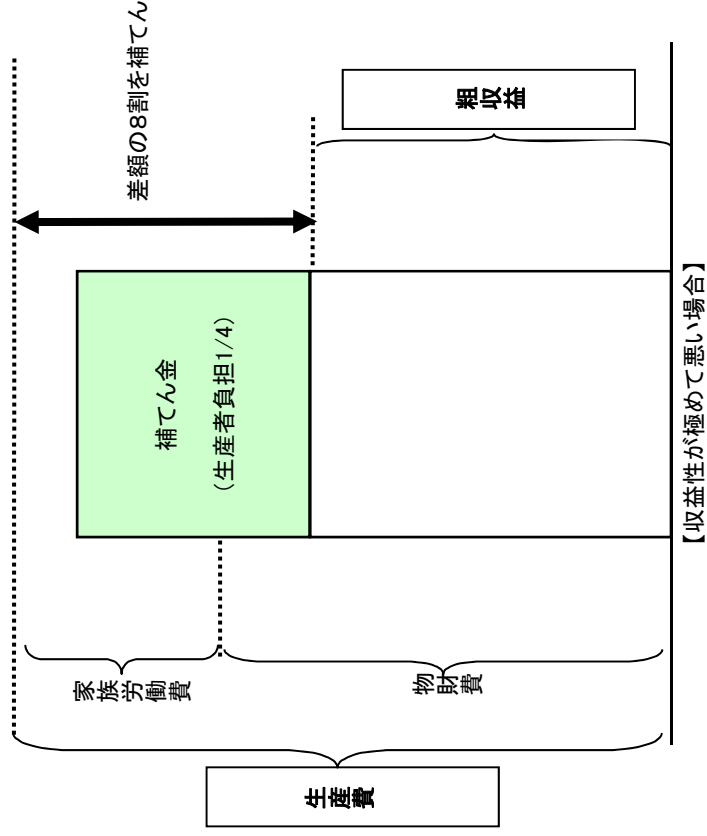 差額の8割を補てん
粗収益
補てん金
（生産者負担1/4）
家族労働費
物財費
生産費
【収益性が極めて悪い場合】